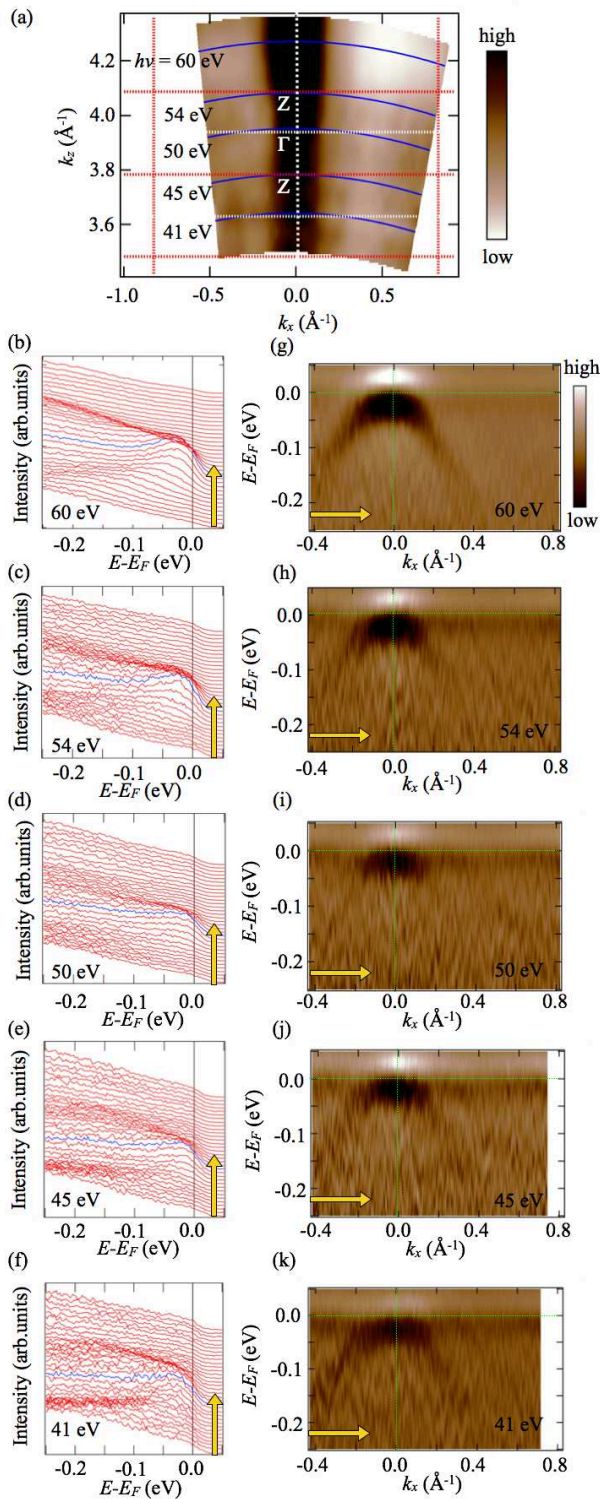 (a)
high
low
hν = 60 eV
54 eV
50 eV
45 eV
41 eV
Z
Γ
Z
4.2
4.0
3.8
3.6
kz (Å-1)
-1.0 -0.5 0.0 0.5
kx (Å-1)
(b)
Intensity (arb.units)
60 eV
-0.2 -0.1 0.0
E-EF (eV)
(g)
high
low
E-EF (eV)
0.0
-0.1
-0.2
60 eV
-0.4 0.0 0.4 0.8
kx (Å-1)
(c)
Intensity (arb.units)
54 eV
-0.2 -0.1 0.0
E-EF (eV)
(h)
E-EF (eV)
0.0
-0.1
-0.2
54 eV
-0.4 0.0 0.4 0.8
kx (Å-1)
(d)
Intensity (arb.units)
50 eV
-0.2 -0.1 0.0
E-EF (eV)
(i)
E-EF (eV)
0.0
-0.1
-0.2
50 eV
-0.4 0.0 0.4 0.8
kx (Å-1)
(e)
Intensity (arb.units)
45 eV
-0.2 -0.1 0.0
E-EF (eV)
(j)
E-EF (eV)
0.0
-0.1
-0.2
45 eV
-0.4 0.0 0.4 0.8
kx (Å-1)
(f)
Intensity (arb.units)
41 eV
-0.2 -0.1 0.0
E-EF (eV)
(k)
E-EF (eV)
0.0
-0.1
-0.2
41 eV
-0.4 0.0 0.4 0.8
kx (Å-1)